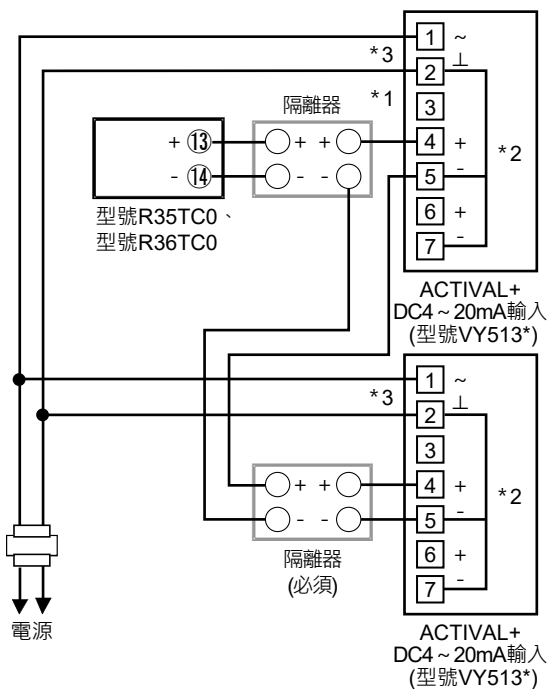 1 ~
*3
2 ⊥
隔離器
*1
3
+ ⑬ + + 4 +
*2
- ⑭ - - 5 -
6 +
7 -
型號R35TC0、
型號R36TC0
ACTIVAL+
DC4~20mA輸入
(型號VY513*)
1 ~
*3
2 ⊥
3
+ + 4 +
*2
- - 5 -
隔離器
(必須)
6 +
7 -
電源
ACTIVAL+
DC4~20mA輸入
(型號VY513*)